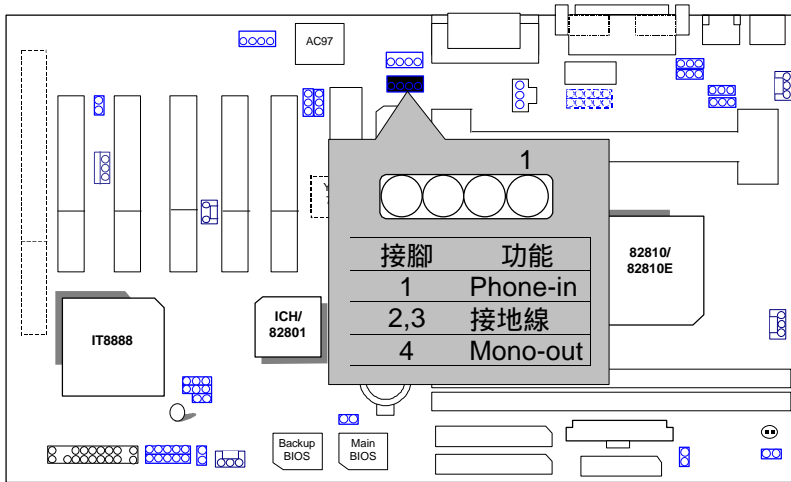 AC97
1
接腳 功能
1 Phone-in
2,3 接地線
4 Mono-out
82810/
82810E
IT8888
ICH/
82801
Backup
BIOS
Main
BIOS